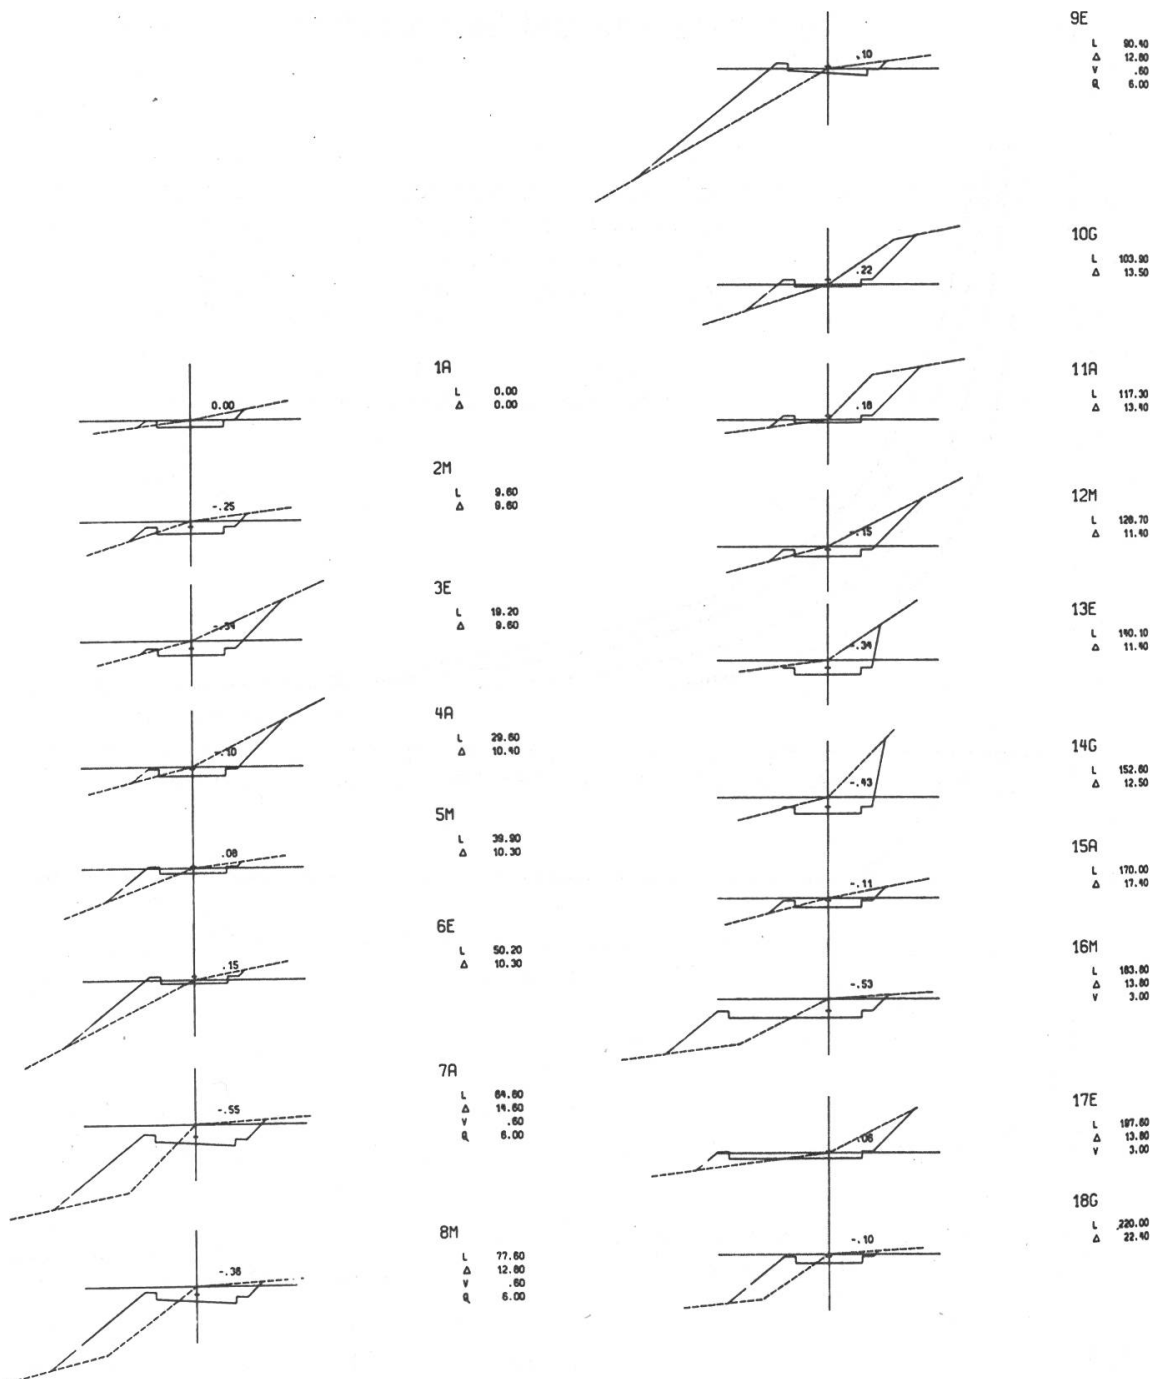 1A
L 0.00
Δ 0.00
0.00
2M
L 9.60
Δ 9.60
-.25
3E
L 19.20
Δ 9.60
-.34
4A
L 29.60
Δ 10.40
-.10
5M
L 39.90
Δ 10.30
.08
6E
L 50.20
Δ 10.30
.15
7A
L 64.80
Δ 14.60
V .60
R 6.00
-.55
8M
L 77.60
Δ 12.80
V .60
R 6.00
-.38
9E
L 90.40
Δ 12.80
V .60
R 6.00
.10
10G
L 103.90
Δ 13.50
.22
11A
L 117.30
Δ 13.40
.18
12M
L 128.70
Δ 11.40
-.15
13E
L 140.10
Δ 11.40
-.34
14G
L 152.60
Δ 12.50
-.43
15A
L 170.00
Δ 17.40
-.11
16M
L 183.80
Δ 13.80
V 3.00
-.53
17E
L 197.60
Δ 13.80
V 3.00
.06
18G
L 220.00
Δ 22.40
-.10